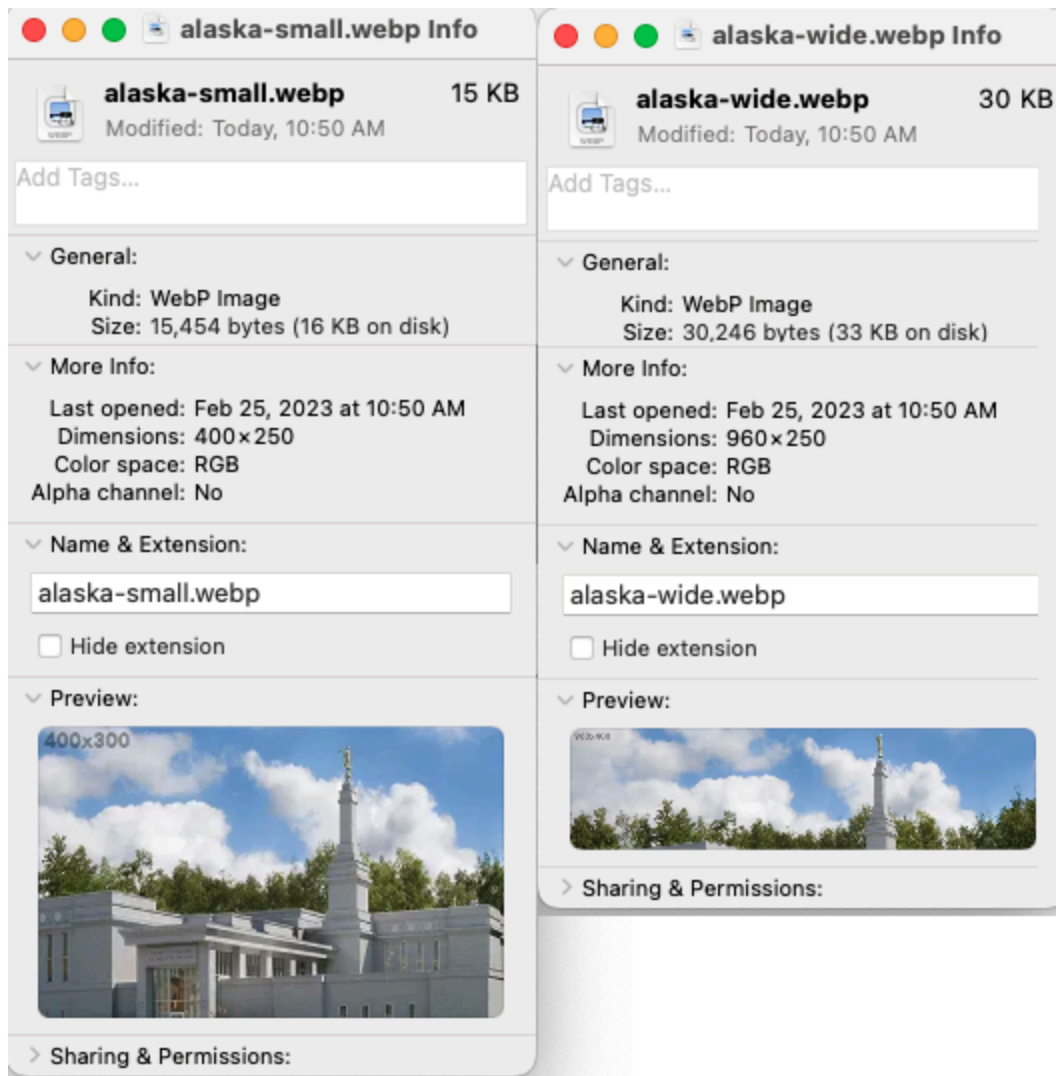 alaska-small.webp Info
alaska-small.webp 15 KB
Modified: Today, 10:50 AM
Add Tags...
General:
Kind: WebP Image
Size: 15,454 bytes (16 KB on disk)
More Info:
Last opened: Feb 25, 2023 at 10:50 AM
Dimensions: 400×250
Color space: RGB
Alpha channel: No
Name & Extension:
alaska-small.webp
Hide extension
Preview:
400x300
Sharing & Permissions:
alaska-wide.webp Info
alaska-wide.webp 30 KB
Modified: Today, 10:50 AM
Add Tags...
General:
Kind: WebP Image
Size: 30,246 bytes (33 KB on disk)
More Info:
Last opened: Feb 25, 2023 at 10:50 AM
Dimensions: 960×250
Color space: RGB
Alpha channel: No
Name & Extension:
alaska-wide.webp
Hide extension
Preview:
Sharing & Permissions: